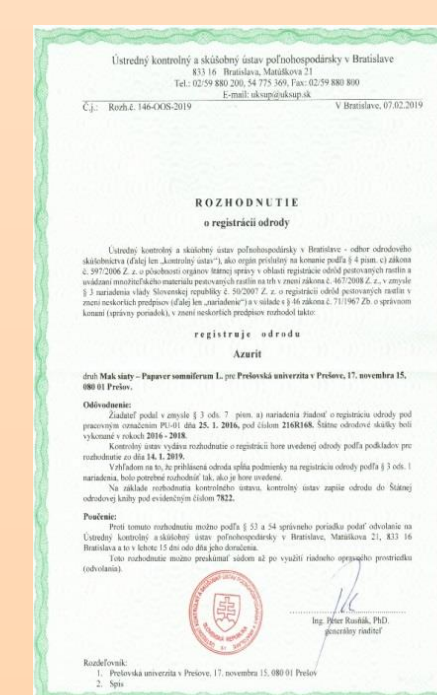 Ústredný kontrolný a skúšobný ústav poľnohospodársky v Bratislave
833 16 Bratislava, Matúškova 21
Tel.: 02/59 880 200, 54 775 369, Fax: 02/59 880 800
E-mail: uksup@uksup.sk
Č.j.: Rozh.č. 146-OOS-2019 V Bratislave, 07.02.2019
ROZHODNUTIE
o registrácii odrody
Ústredný kontrolný a skúšobný ústav poľnohospodársky v Bratislave - odbor odrodového
skúšobníctva (ďalej len „kontrolný ústav“), ako orgán príslušný na konanie podľa § 4 písm. c) zákona
č. 597/2006 Z. z. o pôsobnosti orgánov štátnej správy v oblasti registrácie odrôd pestovaných rastlín a
uvádzaní množiteľského materiálu pestovaných rastlín na trh v znení zákona č. 467/2008 Z. z., v zmysle
§ 3 nariadenia vlády Slovenskej republiky č. 50/2007 Z. z. o registrácii odrôd pestovaných rastlín v
znení neskorších predpisov (ďalej len „nariadenie“) a v súlade s § 46 zákona č. 71/1967 Zb. o správnom
konaní (správny poriadok), v znení neskorších predpisov rozhodol takto:
registruje odrodu
Azurit
druh Mak siaty – Papaver somniferum L. pre Prešovská univerzita v Prešove, 17. novembra 15,
080 01 Prešov.
Odôvodnenie:
Žiadateľ podal v zmysle § 3 ods. 7 písm. a) nariadenia žiadosť o registráciu odrody pod
pracovným označením PU-01 dňa 25. 1. 2016, pod číslom 216R168. Štátne odrodové skúšky boli
vykonané v rokoch 2016 - 2018.
Kontrolný ústav vydáva rozhodnutie o registrácii hore uvedenej odrody podľa podkladov pre
rozhodnutie zo dňa 14. 1. 2019.
Vzhľadom na to, že prihlásená odroda spĺňa podmienky na registráciu odrody podľa § 3 ods. 1
nariadenia, bolo potrebné rozhodnúť tak, ako je hore uvedené.
Na základe rozhodnutia kontrolného ústavu, kontrolný ústav zapíše odrodu do Štátnej
odrodovej knihy pod evidenčným číslom 7822.
Poučenie:
Proti tomuto rozhodnutiu možno podľa § 53 a 54 správneho poriadku podať odvolanie na
Ústredný kontrolný a skúšobný ústav poľnohospodársky v Bratislave, Matúškova 21, 833 16
Bratislava a to v lehote 15 dní odo dňa jeho doručenia.
Toto rozhodnutie možno preskúmať súdom až po využití riadneho opravného prostriedku
(odvolania).
Ing. Peter PhD.
generálny riaditeľ
Rozdeľovník:
1. Prešovská univerzita v Prešove, 17. novembra 15, 080 01 Prešov
2. Spis